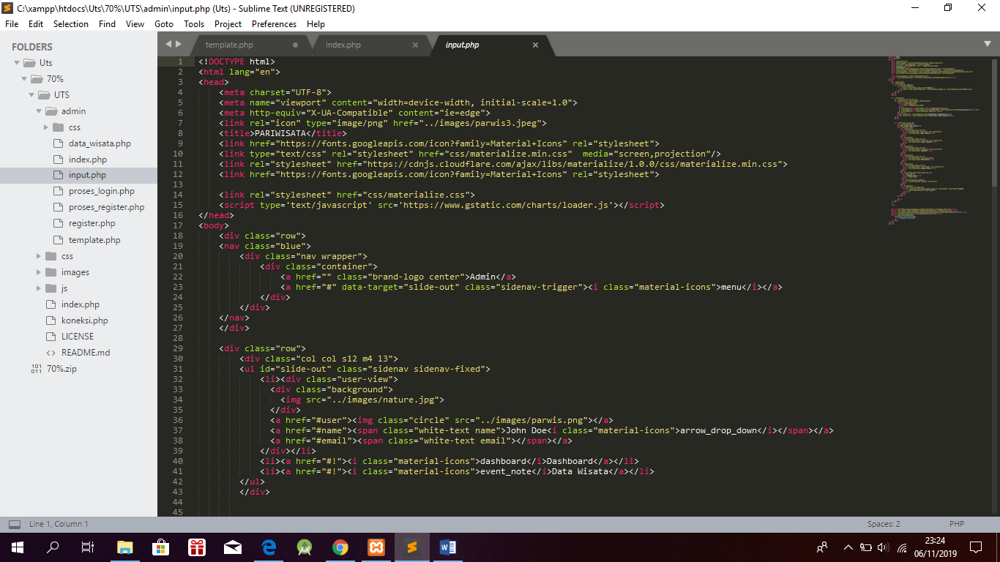 C:\xampp\htdocs\Uts\70%\UTS\admin\input.php (Uts) - Sublime Text (UNREGISTERED)
File Edit Selection Find View Goto Tools Project Preferences Help
FOLDERS
Uts
70%
UTS
admin
css
data_wisata.php
index.php
input.php
proses_login.php
proses_register.php
register.php
template.php
css
images
js
index.php
koneksi.php
LICENSE
README.md
70%.zip
template.php index.php input.php
1 <!DOCTYPE html>
2 <html lang="en">
3 <head>
4 <meta charset="UTF-8">
5 <meta name="viewport" content="width=device-width, initial-scale=1.0">
6 <meta http-equiv="X-UA-Compatible" content="ie=edge">
7 <link rel="icon" type="image/png" href="../images/parwis3.jpeg">
8 <title>PARIWISATA</title>
9 <link href="https://fonts.googleapis.com/icon?family=Material+Icons" rel="stylesheet">
10 <link type="text/css" rel="stylesheet" href="css/materialize.min.css"  media="screen,projection"/>
11 <link rel="stylesheet" href="https://cdnjs.cloudflare.com/ajax/libs/materialize/1.0.0/css/materialize.min.css">
12 <link href="https://fonts.googleapis.com/icon?family=Material+Icons" rel="stylesheet">
13
14 <link rel="stylesheet" href="css/materialize.css">
15 <script type='text/javascript' src='https://www.gstatic.com/charts/loader.js'></script>
16 </head>
17 <body>
18 <div class="row">
19 <nav class="blue">
20 <div class="nav wrapper">
21 <div class="container">
22 <a href="" class="brand-logo center">Admin</a>
23 <a href="#" data-target="slide-out" class="sidenav-trigger"><i class="material-icons">menu</i></a>
24 </div>
25 </div>
26 </nav>
27 </div>
28
29 <div class="row">
30 <div class="col col s12 m4 l3">
31 <ul id="slide-out" class="sidenav sidenav-fixed">
32 <li><div class="user-view">
33 <div class="background">
34 <img src="../images/nature.jpg">
35 </div>
36 <a href="#user"><img class="circle" src="../images/parwis.png"></a>
37 <a href="#name"><span class="white-text name">John Doe<i class="material-icons">arrow_drop_down</i></span></a>
38 <a href="#email"><span class="white-text email"></span></a>
39 </div></li>
40 <li><a href="#!"><i class="material-icons">dashboard</i>Dashboard</a></li>
41 <li><a href="#!"><i class="material-icons">event_note</i>Data Wisata</a></li>
42 </ul>
43 </div>
44
45
Line 1, Column 1
Spaces: 2
PHP
23:24
06/11/2019